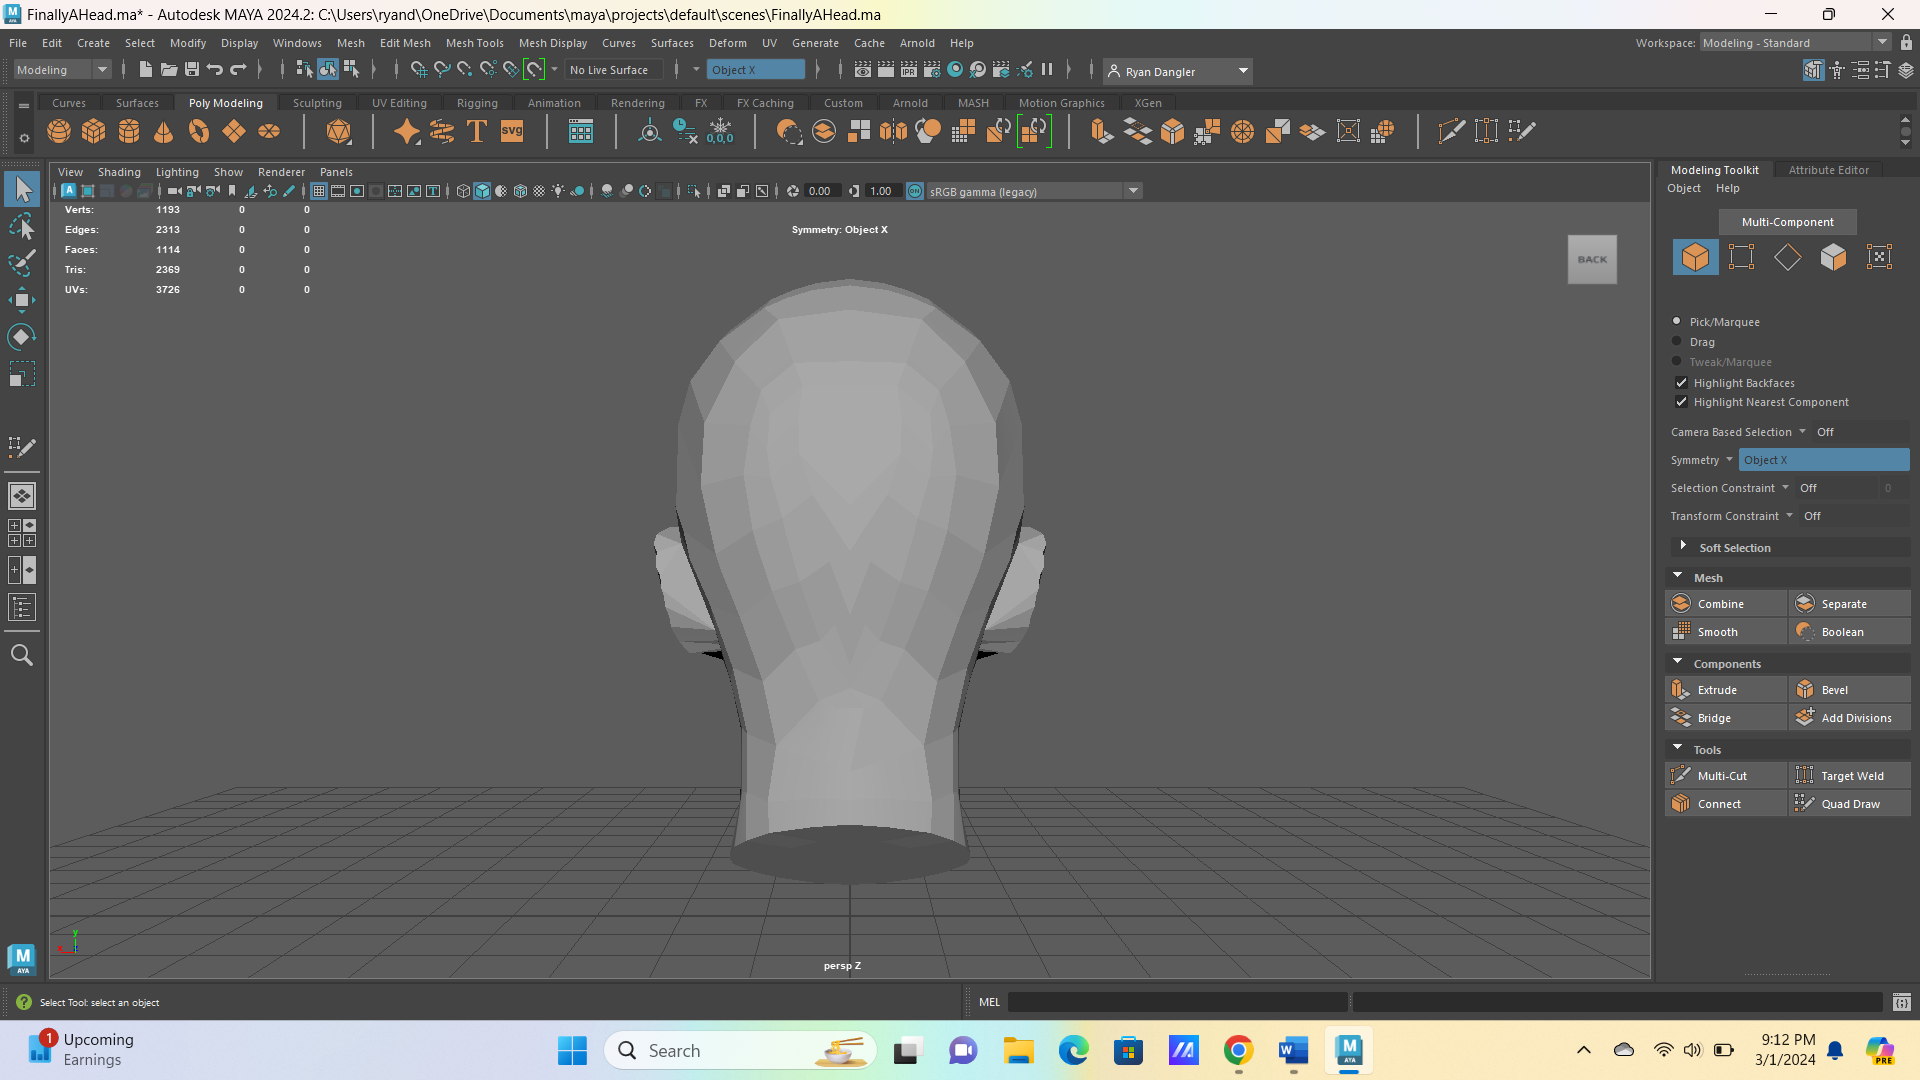 FinallyAHead.ma* - Autodesk MAYA 2024.2: C:\Users\ryand\OneDrive\Documents\maya\projects\default\scenes\FinallyAHead.ma
File Edit Create Select Modify Display Windows Mesh Edit Mesh Mesh Tools Mesh Display Curves Surfaces Deform UV Generate Cache Arnold Help
Workspace: Modeling - Standard
Modeling No Live Surface Object X IPR Ryan Dangler
Curves Surfaces Poly Modeling Sculpting UV Editing Rigging Animation Rendering FX FX Caching Custom Arnold MASH Motion Graphics XGen
SVG 0,0,0
View Shading Lighting Show Renderer Panels
0.00 1.00 ON sRGB gamma (legacy)
Verts: 1193 0 0
Edges: 2313 0 0
Faces: 1114 0 0
Tris: 2369 0 0
UVs: 3726 0 0
Symmetry: Object X
BACK
persp Z
y
x
z
Modeling Toolkit Attribute Editor
Object Help
Multi-Component
Pick/Marquee
Drag
Tweak/Marquee
Highlight Backfaces
Highlight Nearest Component
Camera Based Selection Off
Symmetry Object X
Selection Constraint Off 0
Transform Constraint Off
Soft Selection
Mesh
Combine Separate
Smooth Boolean
Components
Extrude Bevel
Bridge Add Divisions
Tools
Multi-Cut Target Weld
Connect Quad Draw
M
AYA
Select Tool: select an object
MEL
1
Upcoming
Earnings
Search
W
M
AYA
9:12 PM
3/1/2024
PRE